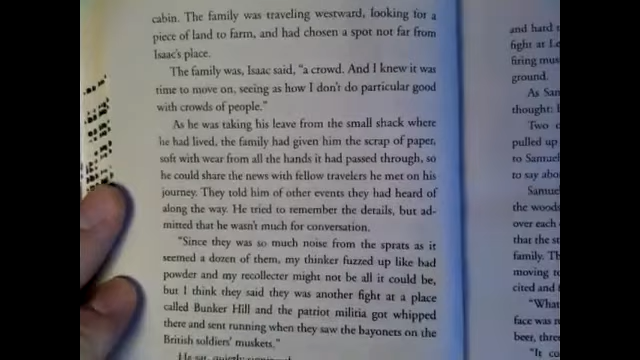 cabin. The family was traveling westward, looking for a
piece of land to farm, and had chosen a spot not far from
Isaac's place.
The family was, Isaac said, "a crowd. And I knew it was
time to move on, seeing as how I don't do particular good
with crowds of people."
As he was taking his leave from the small shack where
he had lived, the family had given him the scrap of paper,
soft with wear from all the hands it had passed through, so
he could share the news with fellow travelers he met on his
journey. They told him of other events they had heard of
along the way. He tried to remember the details, but ad-
mitted that he wasn't much for conversation.
"Since they was so much noise from the sprats as it
seemed a dozen of them, my thinker fuzzed up like bad
powder and my recollecter might not be all it could be,
but I think they said they was another fight at a place
called Bunker Hill and the patriot militia got whipped
there and sent running when they saw the bayonets on the
British soldiers' muskets."
He sat, quietly
and hard
fight at
firing
ground.
As
thought:
Two
pulled up
to Samuel
to say
the woods
over each
that the
family.
moving to
cited and
"What
face was
beer,
"It